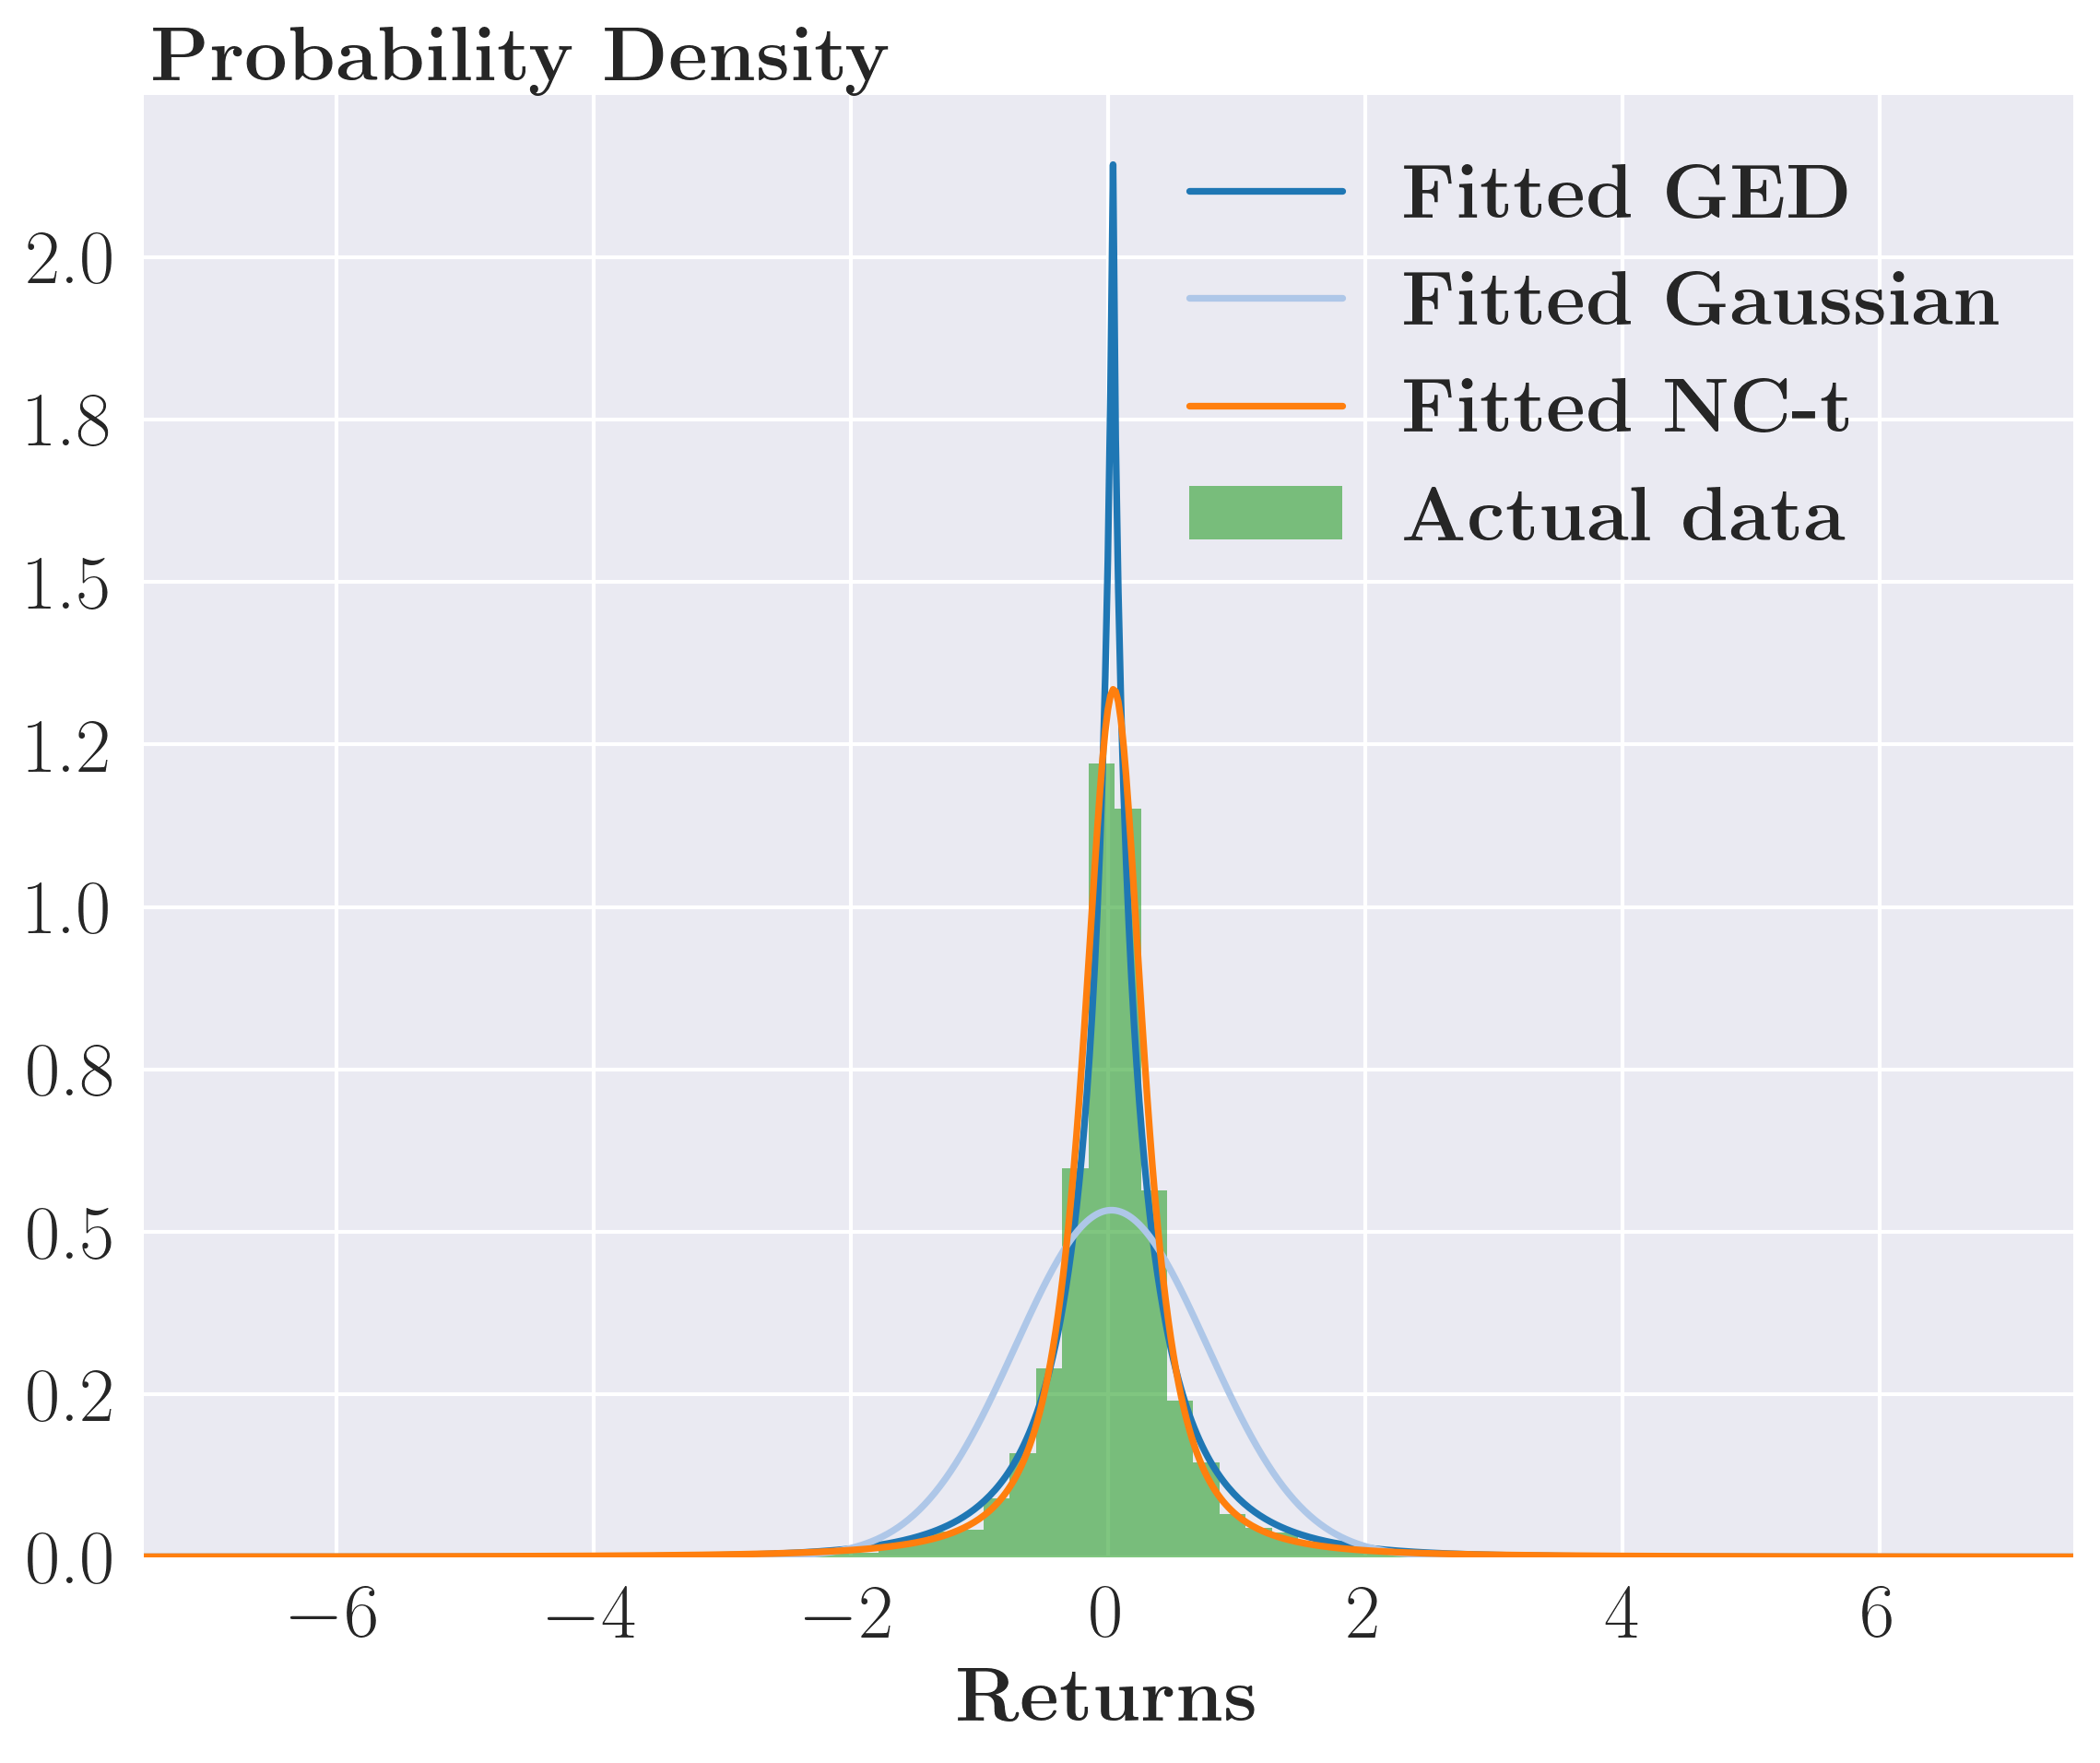 Probability Density
Fitted GED
Fitted Gaussian
Fitted NC-t
Actual data
2.0
1.8
1.5
1.2
1.0
0.8
0.5
0.2
0.0
−6 −4 −2 0 2 4 6
Returns